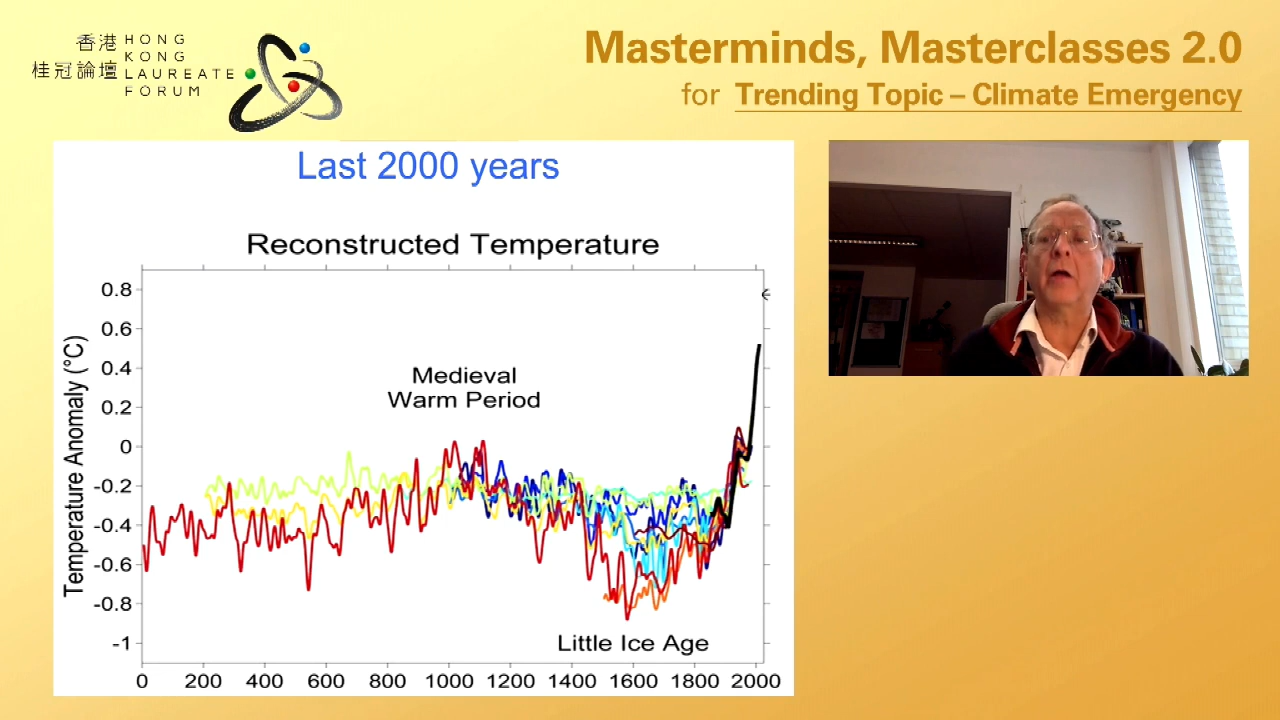 香港 HONG
KONG
桂冠論壇 LAUREATE
FORUM
Masterminds, Masterclasses 2.0
for Trending Topic – Climate Emergency
Last 2000 years
Reconstructed Temperature
Temperature Anomaly (°C)
0.8
0.6
0.4
0.2
0
-0.2
-0.4
-0.6
-0.8
-1
Medieval
Warm Period
Little Ice Age
0 200 400 600 800 1000 1200 1400 1600 1800 2000